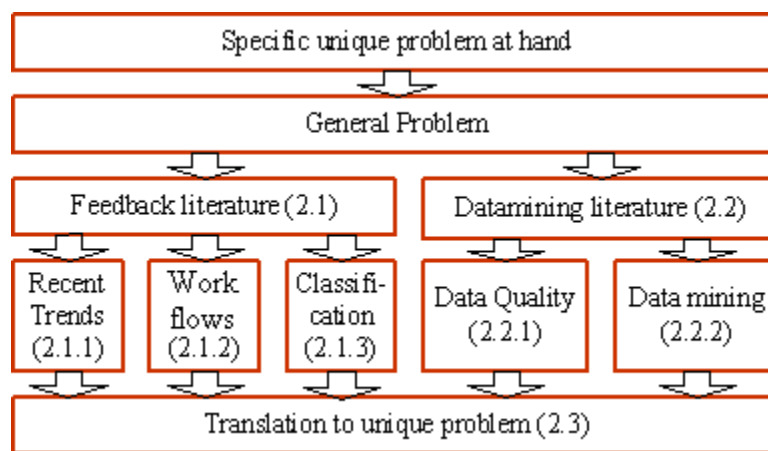 Specific unique problem at hand
General Problem
Feedback literature (2.1)
Datamining literature (2.2)
Recent
Trends
(2.1.1)
Work
flows
(2.1.2)
Classifi-
cation
(2.1.3)
Data Quality
(2.2.1)
Data mining
(2.2.2)
Translation to unique problem (2.3)